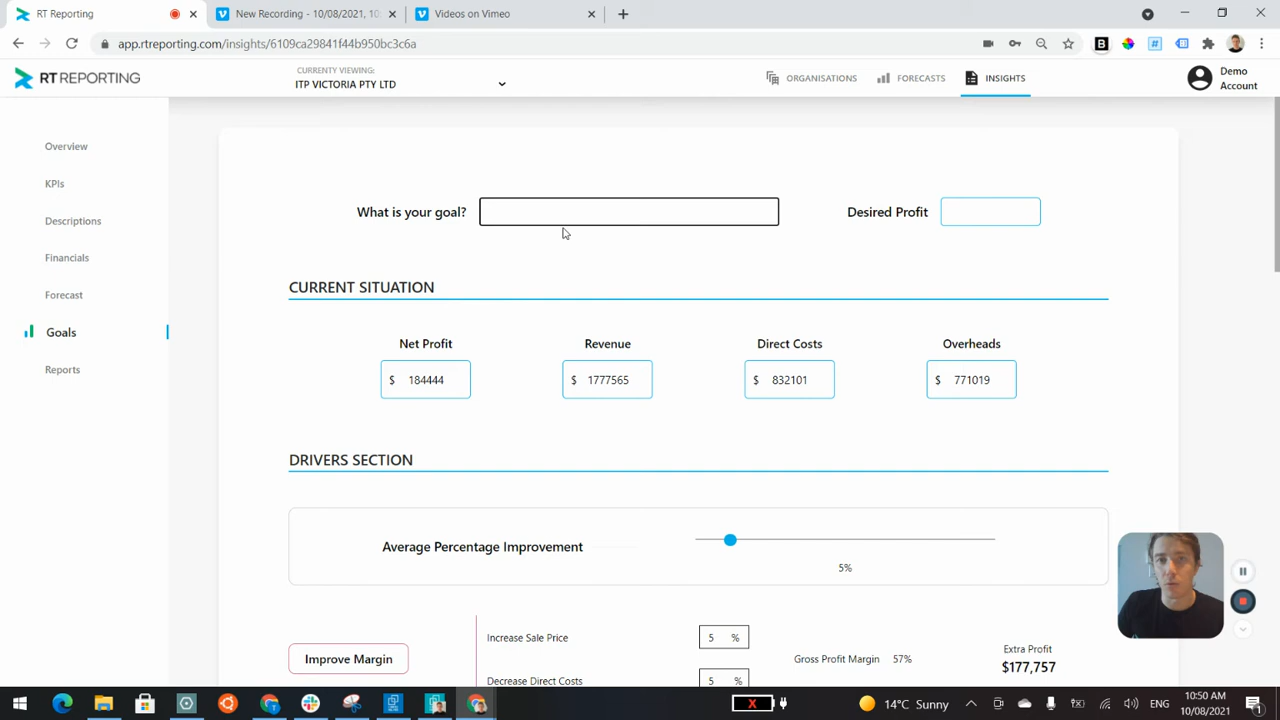 RT Reporting
New Recording - 10/08/2021, 10:
Videos on Vimeo
app.rtreporting.com/insights/6109ca29841f44b950bc3c6a
RT REPORTING
CURRENTY VIEWING:
ITP VICTORIA PTY LTD
ORGANISATIONS
FORECASTS
INSIGHTS
Demo
Account
Overview
KPIs
Descriptions
Financials
Forecast
Goals
Reports
What is your goal?
Desired Profit
CURRENT SITUATION
Net Profit
Revenue
Direct Costs
Overheads
$ 184444
$ 1777565
$ 832101
$ 771019
DRIVERS SECTION
Average Percentage Improvement
5%
Improve Margin
Increase Sale Price
5 %
Decrease Direct Costs
5 %
Gross Profit Margin 57%
Extra Profit
$177,757
14°C Sunny
ENG
10:50 AM
10/08/2021